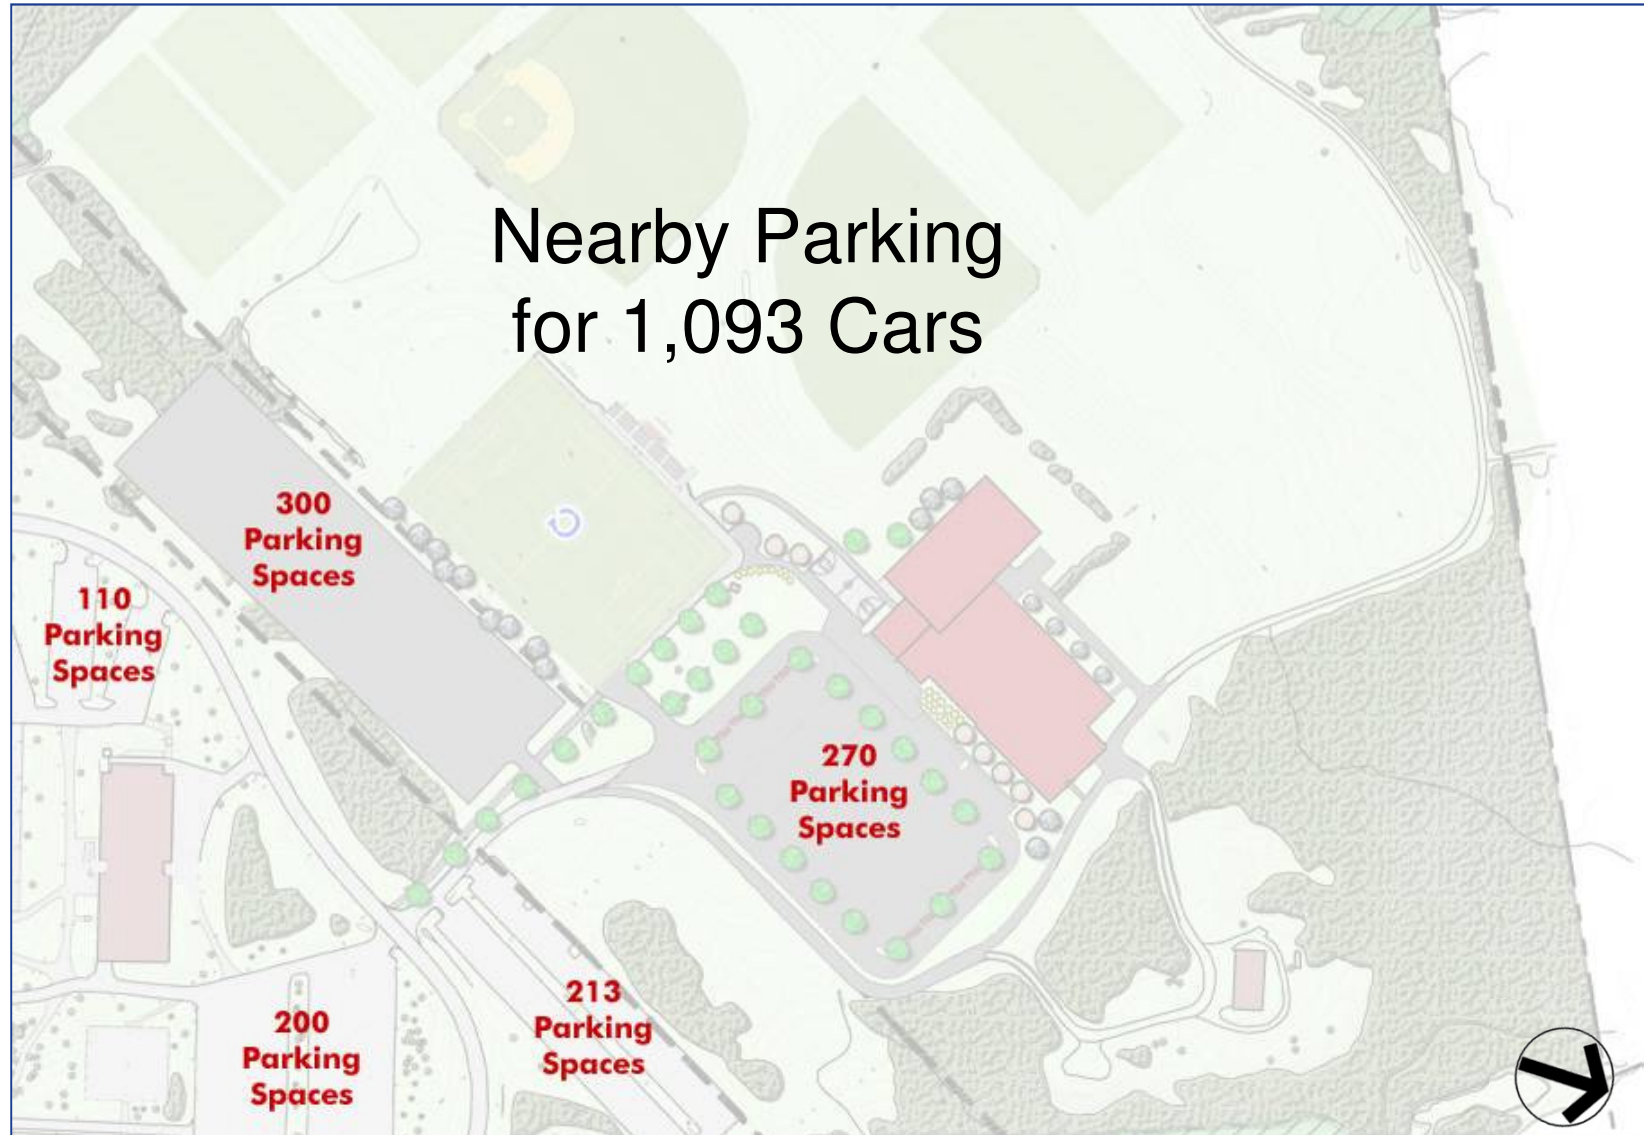 Nearby Parking
for 1,093 Cars
300
Parking
Spaces
110
Parking
Spaces
270
Parking
Spaces
213
Parking
Spaces
200
Parking
Spaces